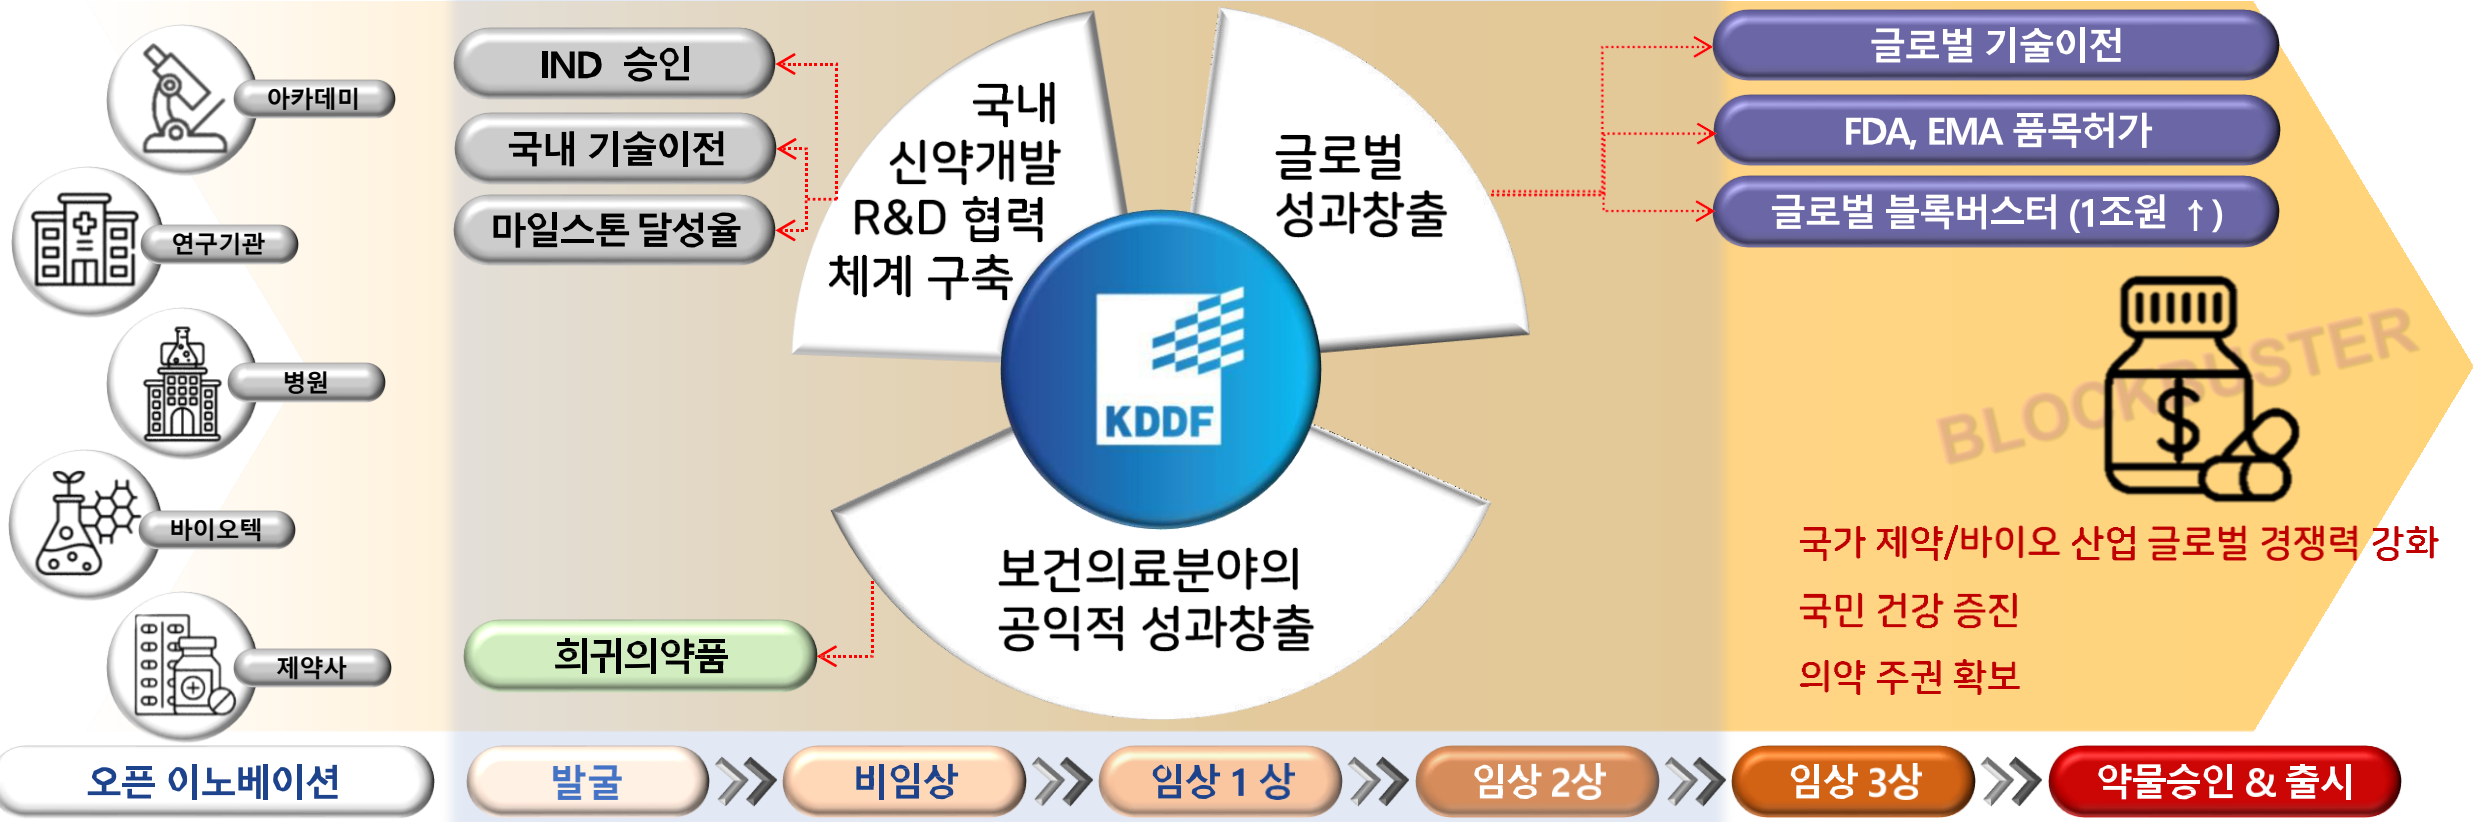 아카데미
연구기관
병원
바이오텍
제약사
IND 승인
국내 기술이전
마일스톤 달성율
국내
신약개발
R&D 협력
체계 구축
글로벌
성과창출
KDDF
보건의료분야의
공익적 성과창출
희귀의약품
글로벌 기술이전
FDA, EMA 품목허가
글로벌 블록버스터 (1조원 ↑)
BLOCKBUSTER
$
국가 제약/바이오 산업 글로벌 경쟁력 강화
국민 건강 증진
의약 주권 확보
오픈 이노베이션
발굴
비임상
임상 1 상
임상 2상
임상 3상
약물승인 & 출시